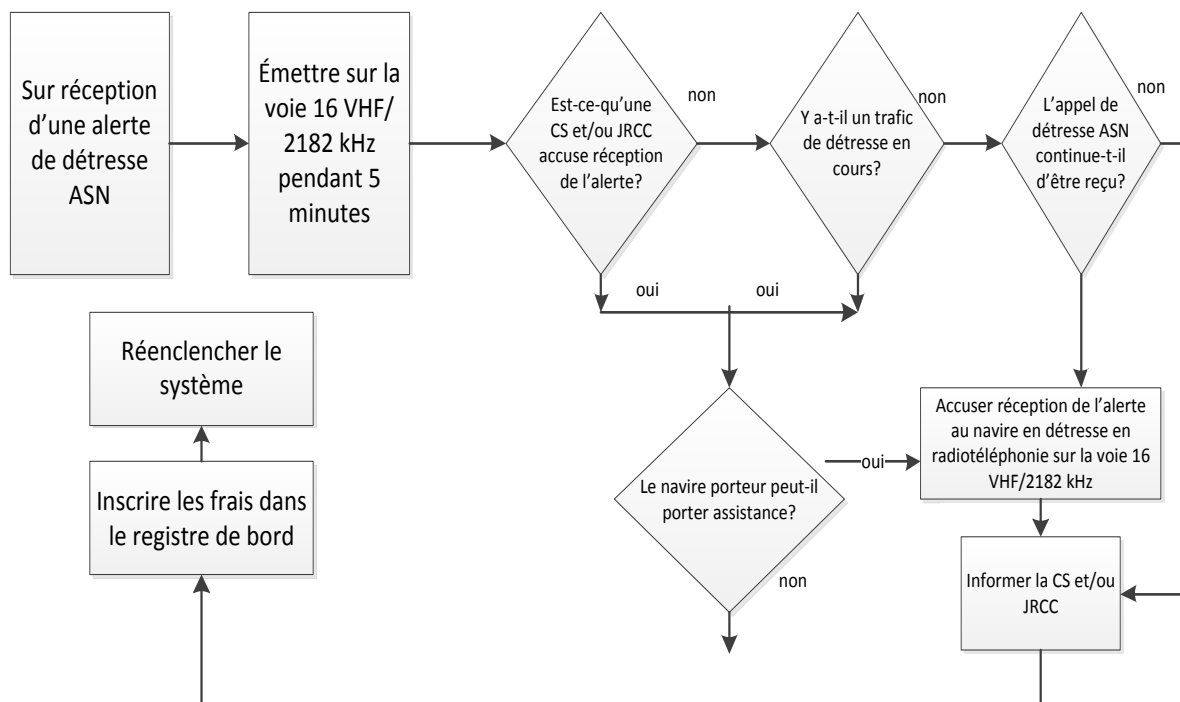 Sur réception
d'une alerte
de détresse
ASN
Émettre sur la
voie 16 VHF/
2182 kHz
pendant 5
minutes
Est-ce-qu'une
CS et/ou JRCC
accuse réception
de l'alerte?
non
Y a-t-il un trafic
de détresse en
cours?
non
L'appel de
détresse ASN
continue-t-il
d'être reçu?
non
oui
oui
Réenclencher le
système
Inscrire les frais dans
le registre de bord
Le navire porteur peut-il
porter assistance?
oui
non
Accuser réception de l'alerte
au navire en détresse en
radiotéléphonie sur la voie 16
VHF/2182 kHz
Informer la CS et/ou
JRCC